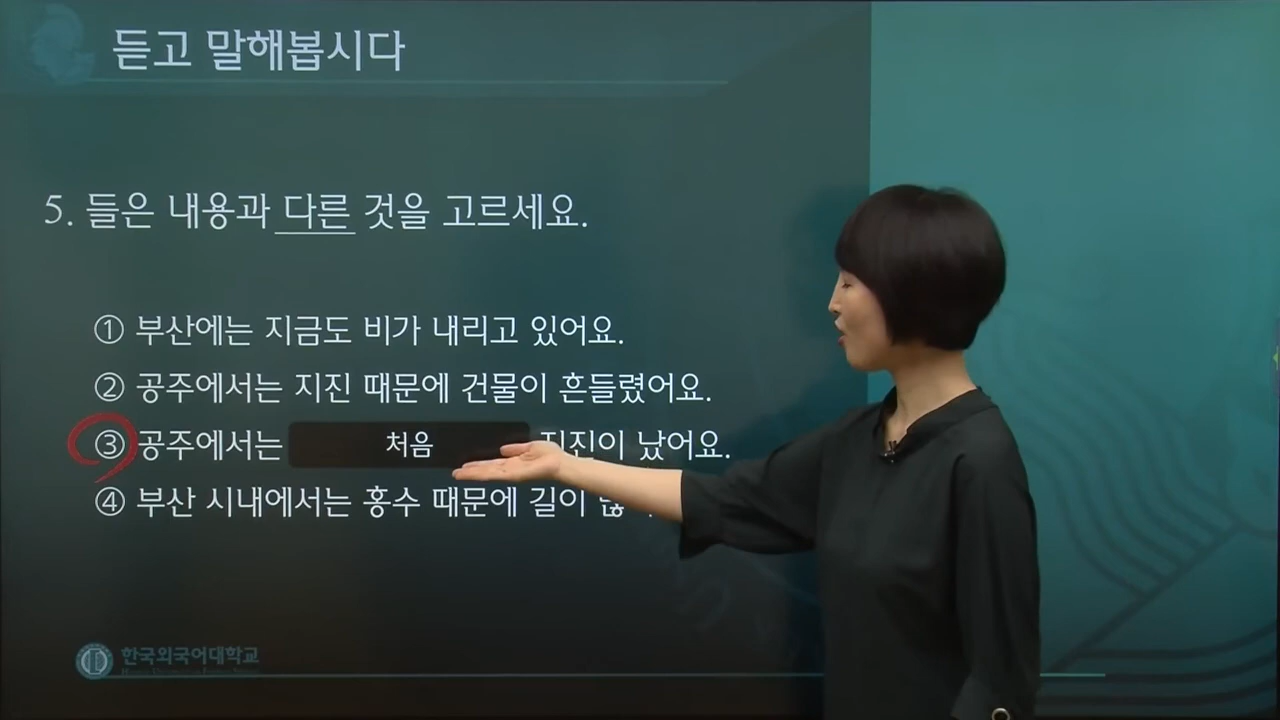 듣고 말해봅시다
5. 들은 내용과 다른 것을 고르세요.
① 부산에는 지금도 비가 내리고 있어요.
② 공주에서는 지진 때문에 건물이 흔들렸어요.
③ 공주에서는 처음 지진이 났어요.
④ 부산 시내에서는 홍수 때문에 길이
한국외국어대학교